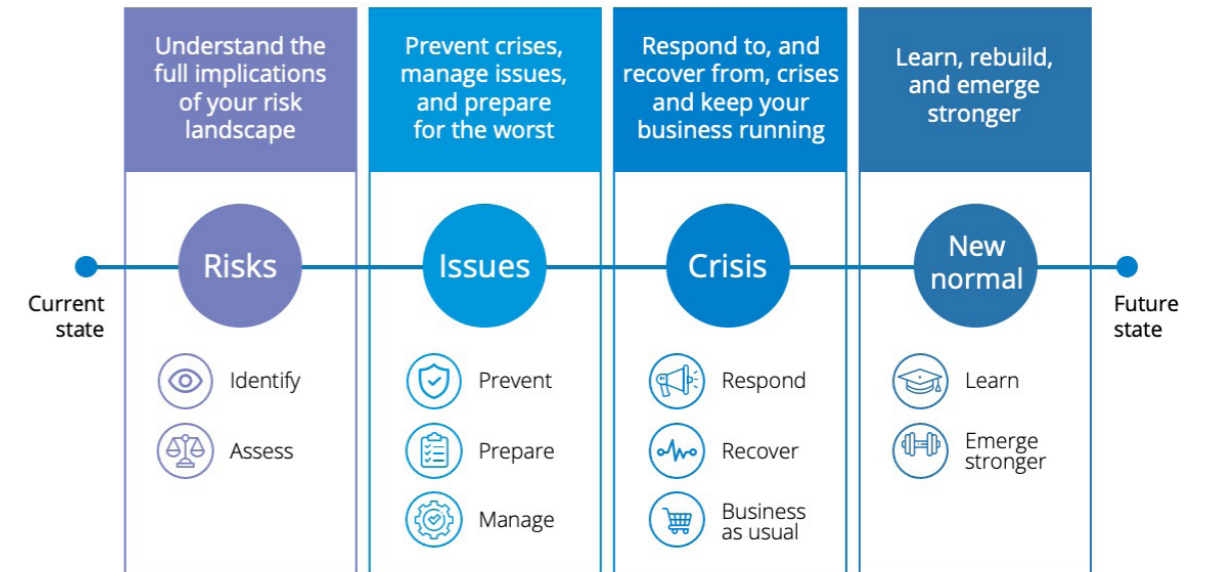 Understand the
full implications
of your risk
landscape
Prevent crises,
manage issues,
and prepare
for the worst
Respond to, and
recover from, crises
and keep your
business running
Learn, rebuild,
and emerge
stronger
Current
state
Risks
Issues
Crisis
New
normal
Future
state
Identify
Assess
Prevent
Prepare
Manage
Respond
Recover
Business
as usual
Learn
Emerge
stronger